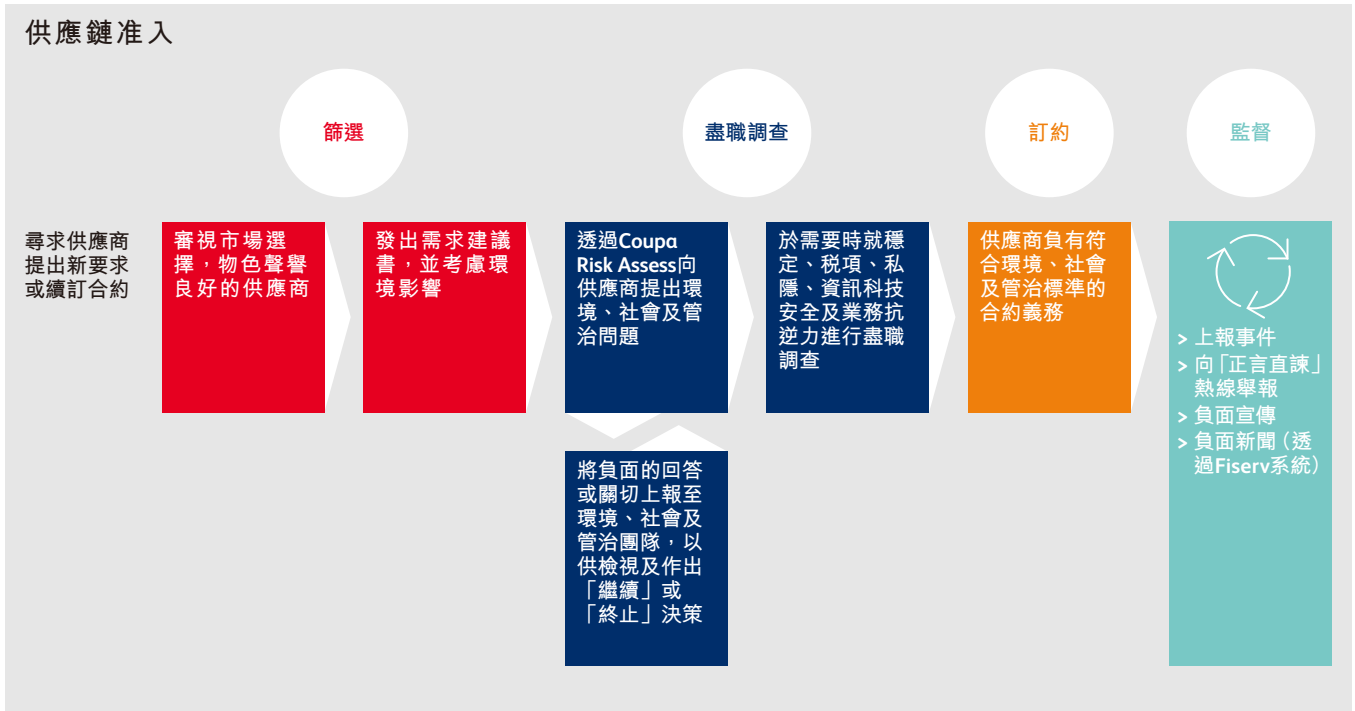 供應鏈准入
篩選
盡職調查
訂約
監督
尋求供應商
提出新要求
或續訂合約
審視市場選
擇，物色聲譽
良好的供應商
發出需求建議
書，並考慮環
境影響
透過Coupa
Risk Assess向
供應商提出環
境、社會及管
治問題
於需要時就穩
定、税項、私
隱、資訊科技
安全及業務抗
逆力進行盡職
調查
供應商負有符
合環境、社會
及管治標準的
合約義務
> 上報事件
> 向「正言直諫」
熱線舉報
> 負面宣傳
> 負面新聞（透
過Fiserv系統）
將負面的回答
或關切上報至
環境、社會及
管治團隊，以
供檢視及作出
「繼續」或
「終止」決策